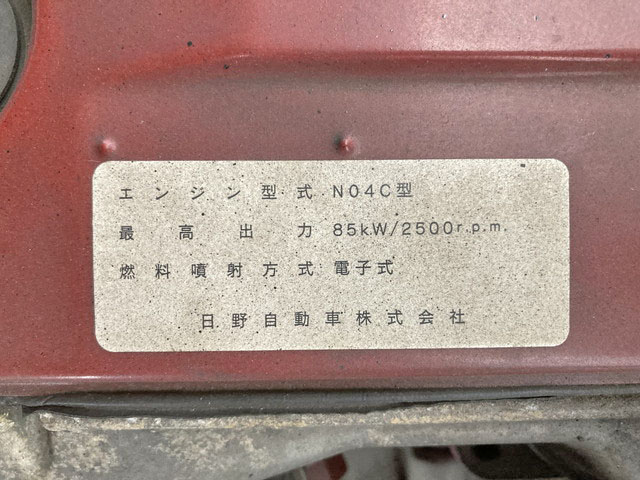 エンジン型式 N04C型
最高出力 85kW/2500r.p.m.
燃料噴射方式 電子式
日野自動車株式会社